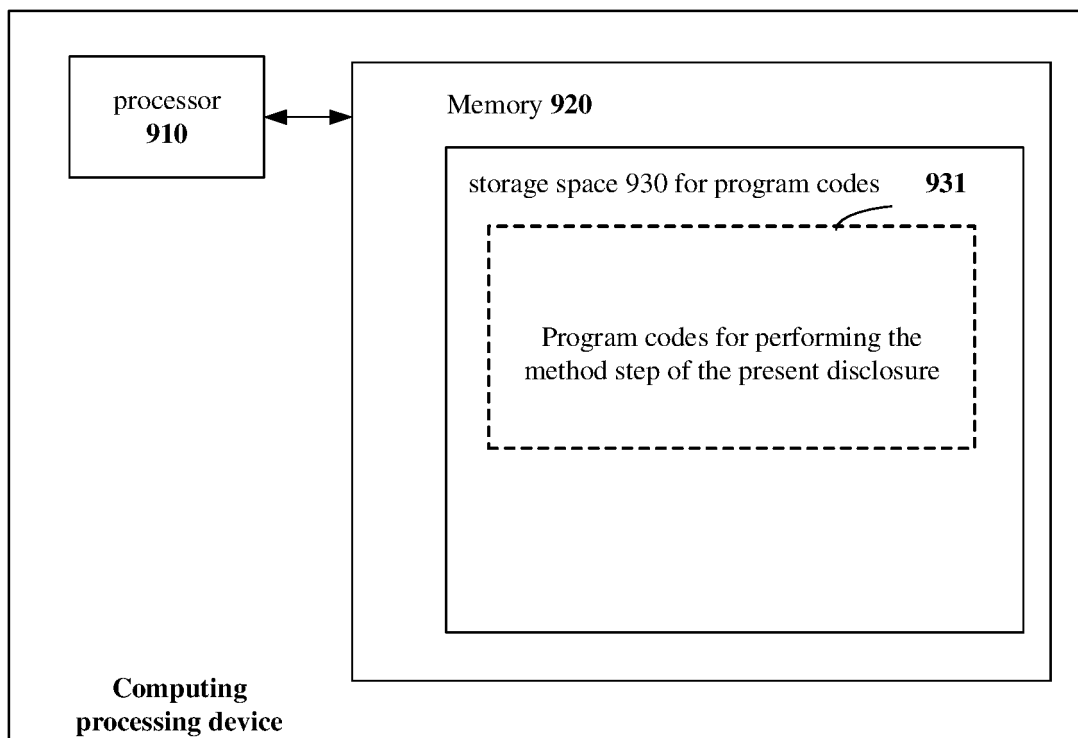 processor
910
Memory 920
storage space 930 for program codes 931
Program codes for performing the
method step of the present disclosure
Computing
processing device